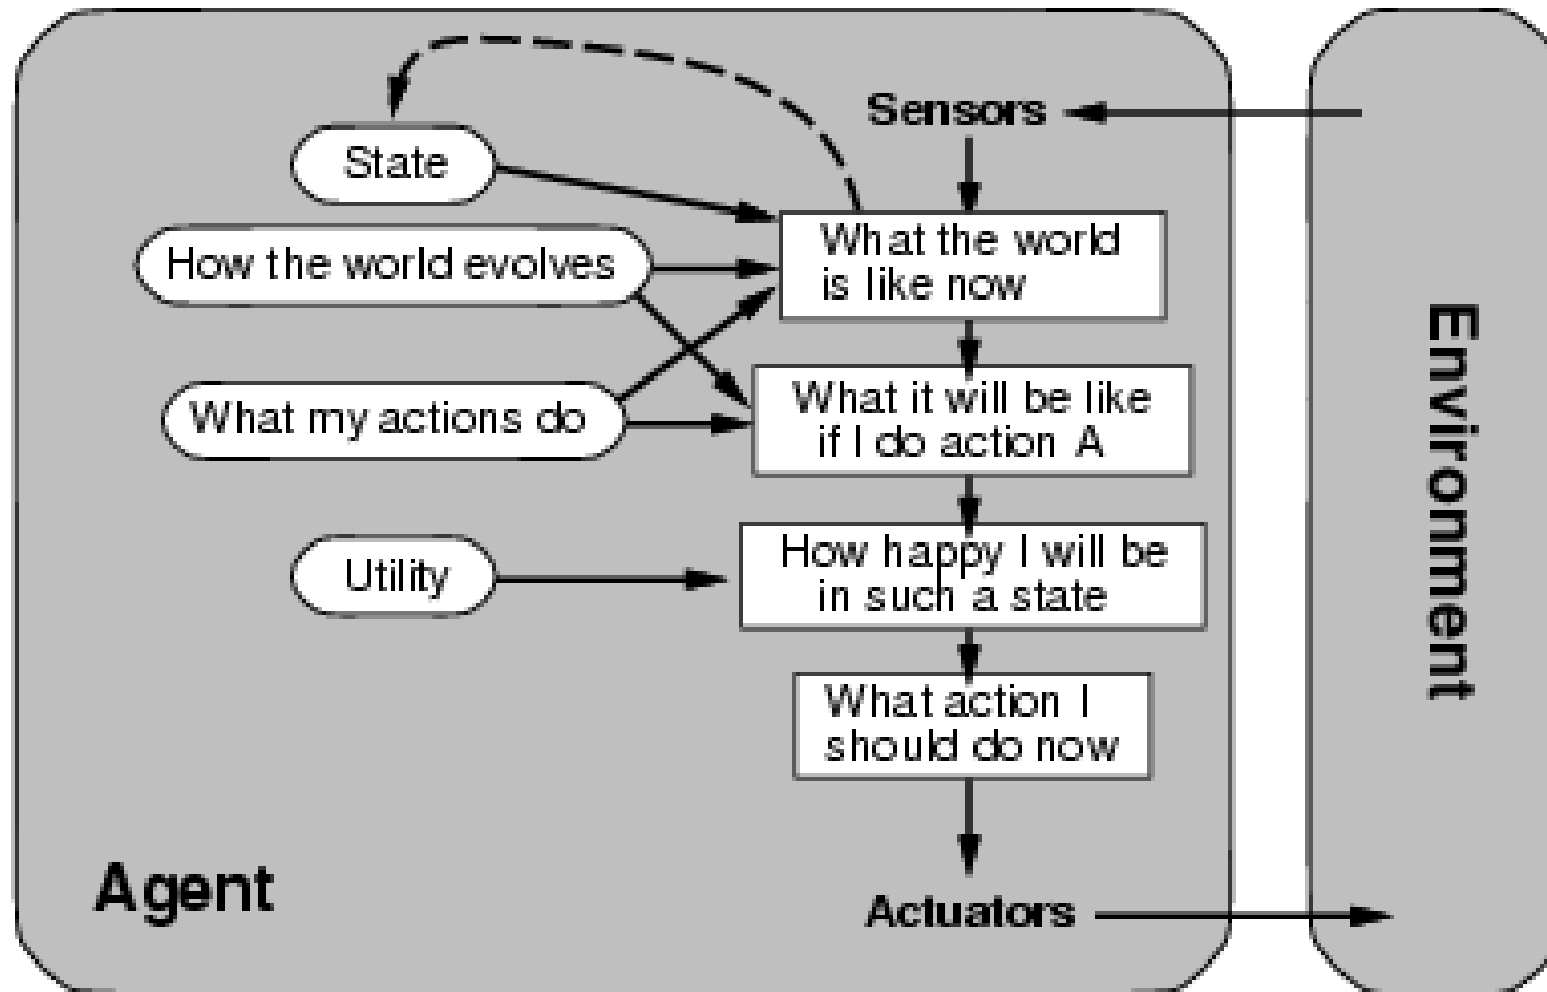 Sensors
State
What the world
is like now
How the world evolves
What it will be like
if I do action A
What my actions do
How happy I will be
in such a state
Utility
What action I
should do now
Agent
Actuators
Environment